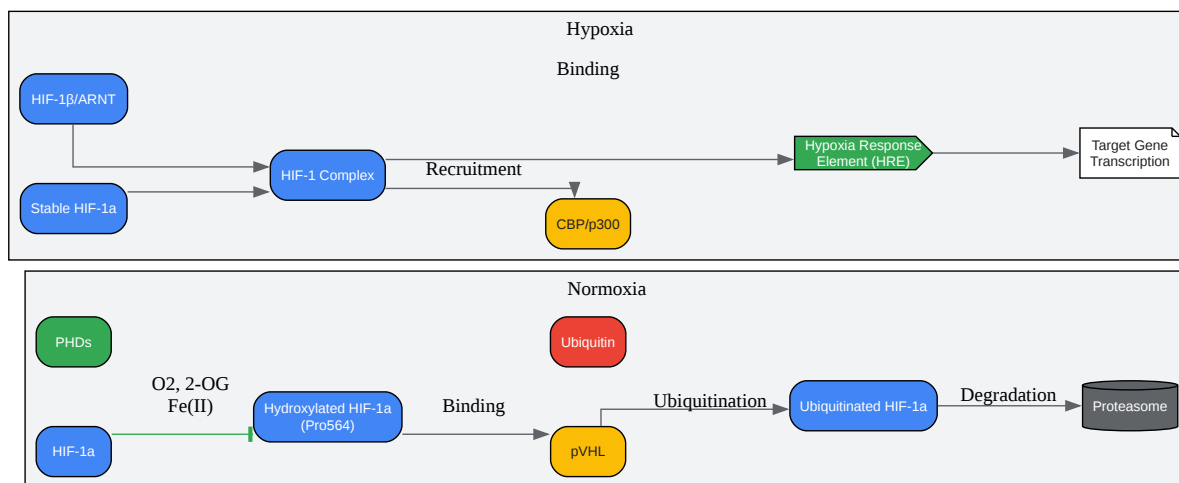 Hypoxia
Binding
HIF-1β/ARNT
Hypoxia Response
Element (HRE)
Target Gene
Transcription
Recruitment
HIF-1 Complex
Stable HIF-1a
CBP/p300
Normoxia
PHDs
Ubiquitin
O2, 2-OG
Fe(II)
Hydroxylated HIF-1a
(Pro564)
Binding
Ubiquitination
Ubiquitinated HIF-1a
Degradation
Proteasome
HIF-1a
pVHL